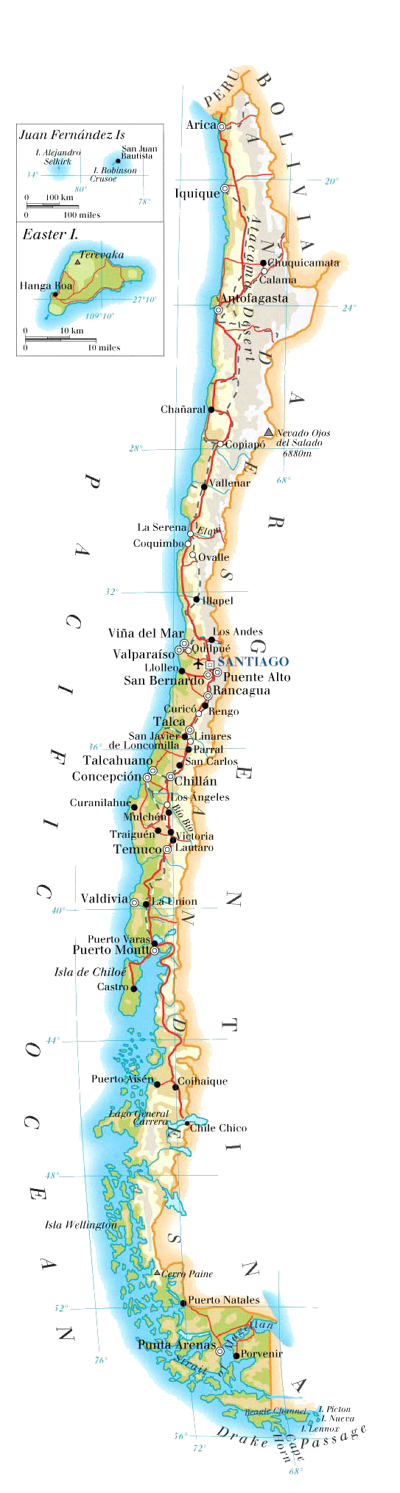 PERU
BOLIVIA
Juan Fernández Is
I. Alejandro
Selkirk
San Juan
Bautista
I. Robinson
Crusoe
34°
80°
78°
0 100 km
0 100 miles
Easter I.
Terevaka
Hanga Roa
27°10'
109°10'
0 10 km
0 10 miles
Arica
20°
Iquique
Atacama Desert
Chuquicamata
Calama
Antofagasta
24°
Chañaral
Nevado Ojos
del Salado
6880m
Copiapó
28°
68°
Vallenar
La Serena
Elqui
Coquimbo
Ovalle
32°
Illapel
Los Andes
Viña del Mar
Quilpué
Valparaíso
SANTIAGO
Llolleo
Puente Alto
San Bernardo
Rancagua
Curicó
Rengo
Talca
San Javier
de Loncomilla
Linares
36°
Parral
Talcahuano
San Carlos
Concepción
Chillán
Los Angeles
Curanilahue
Mulchén
Bío Bío
Traiguén
Victoria
Temuco
Lautaro
Valdivia
La Union
40°
Puerto Varas
Puerto Montt
Isla de Chiloé
Castro
44°
Puerto Aisén
Coihaique
Lago General
Carrera
Chile Chico
48°
Isla Wellington
Cerro Paine
Puerto Natales
52°
76°
Punta Arenas
Strait of Magellan
Porvenir
Beagle Channel
I. Picton
I. Nueva
I. Lennox
Cape
Horn
Drake Passage
56°
72°
68°
PACIFIC OCEAN
ANDES
ARGENTINA